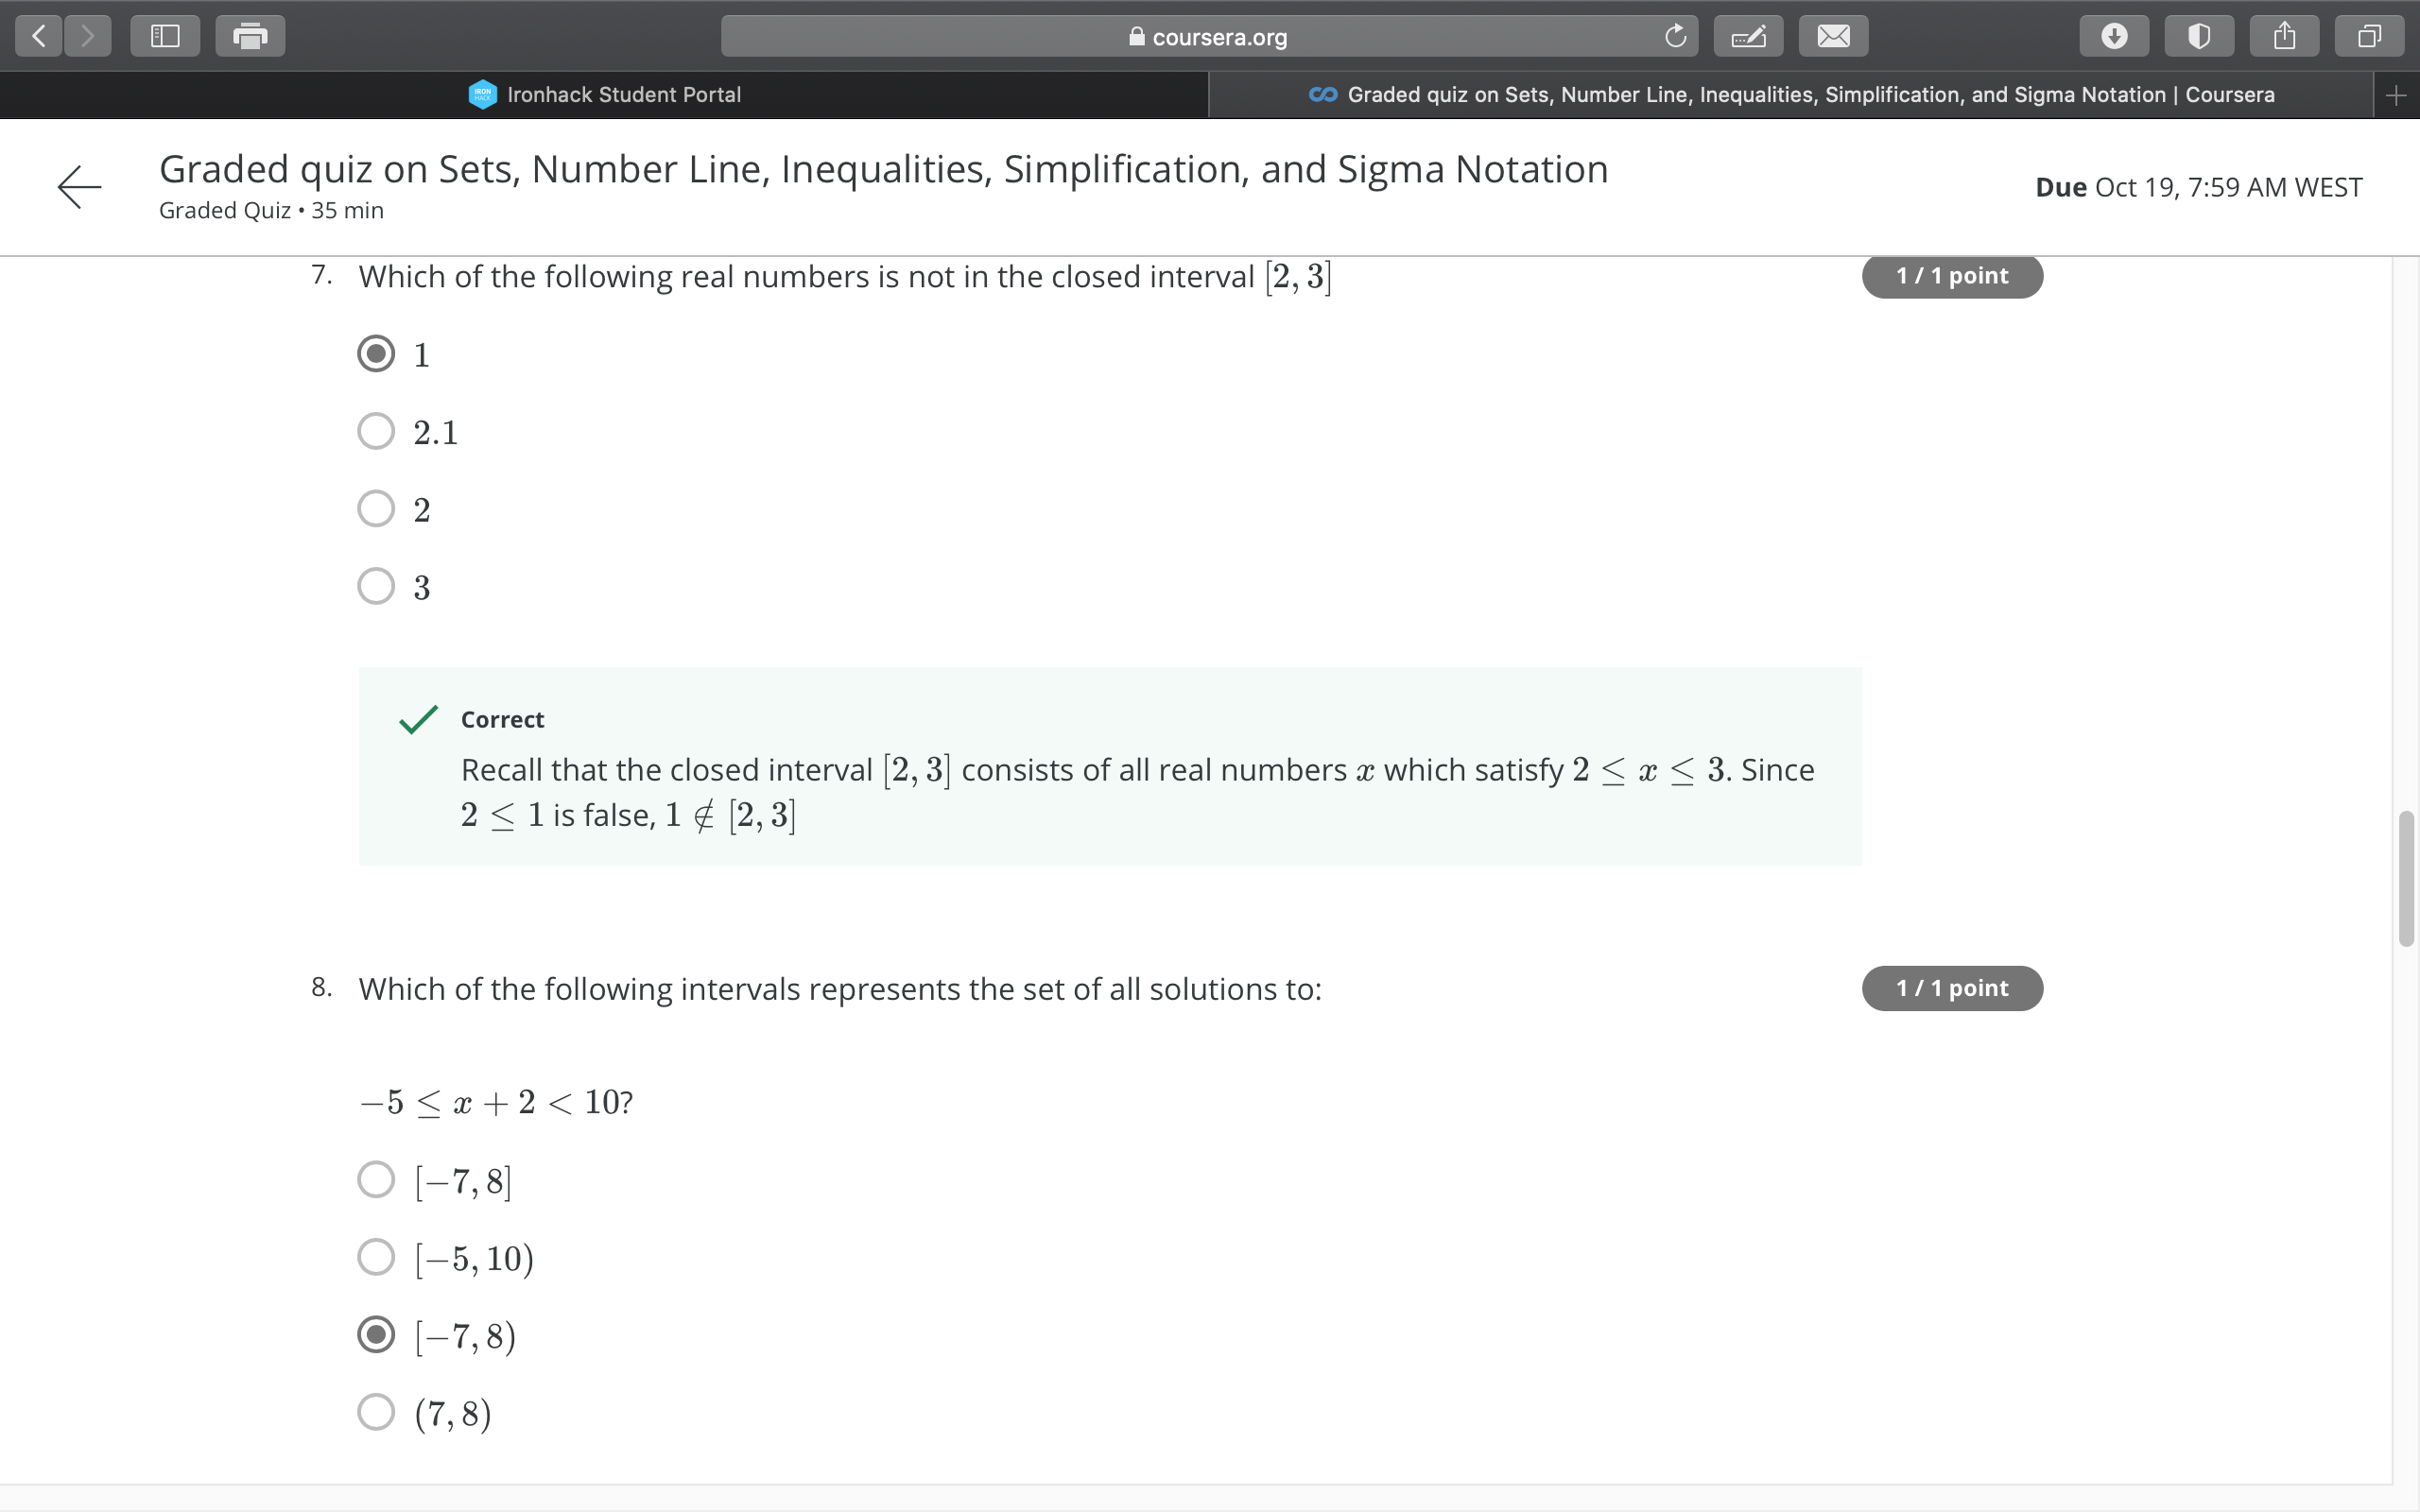 coursera.org
IRON HACK
Ironhack Student Portal
Graded quiz on Sets, Number Line, Inequalities, Simplification, and Sigma Notation | Coursera
Graded quiz on Sets, Number Line, Inequalities, Simplification, and Sigma Notation
Graded Quiz • 35 min
Due Oct 19, 7:59 AM WEST
7. Which of the following real numbers is not in the closed interval [2, 3]
1 / 1 point
1
2.1
2
3
Correct
Recall that the closed interval [2, 3] consists of all real numbers x which satisfy 2 ≤ x ≤ 3. Since
2 ≤ 1 is false, 1 ∉ [2, 3]
8. Which of the following intervals represents the set of all solutions to:
1 / 1 point
−5 ≤ x + 2 < 10?
[−7, 8]
[−5, 10)
[−7, 8)
(7, 8)